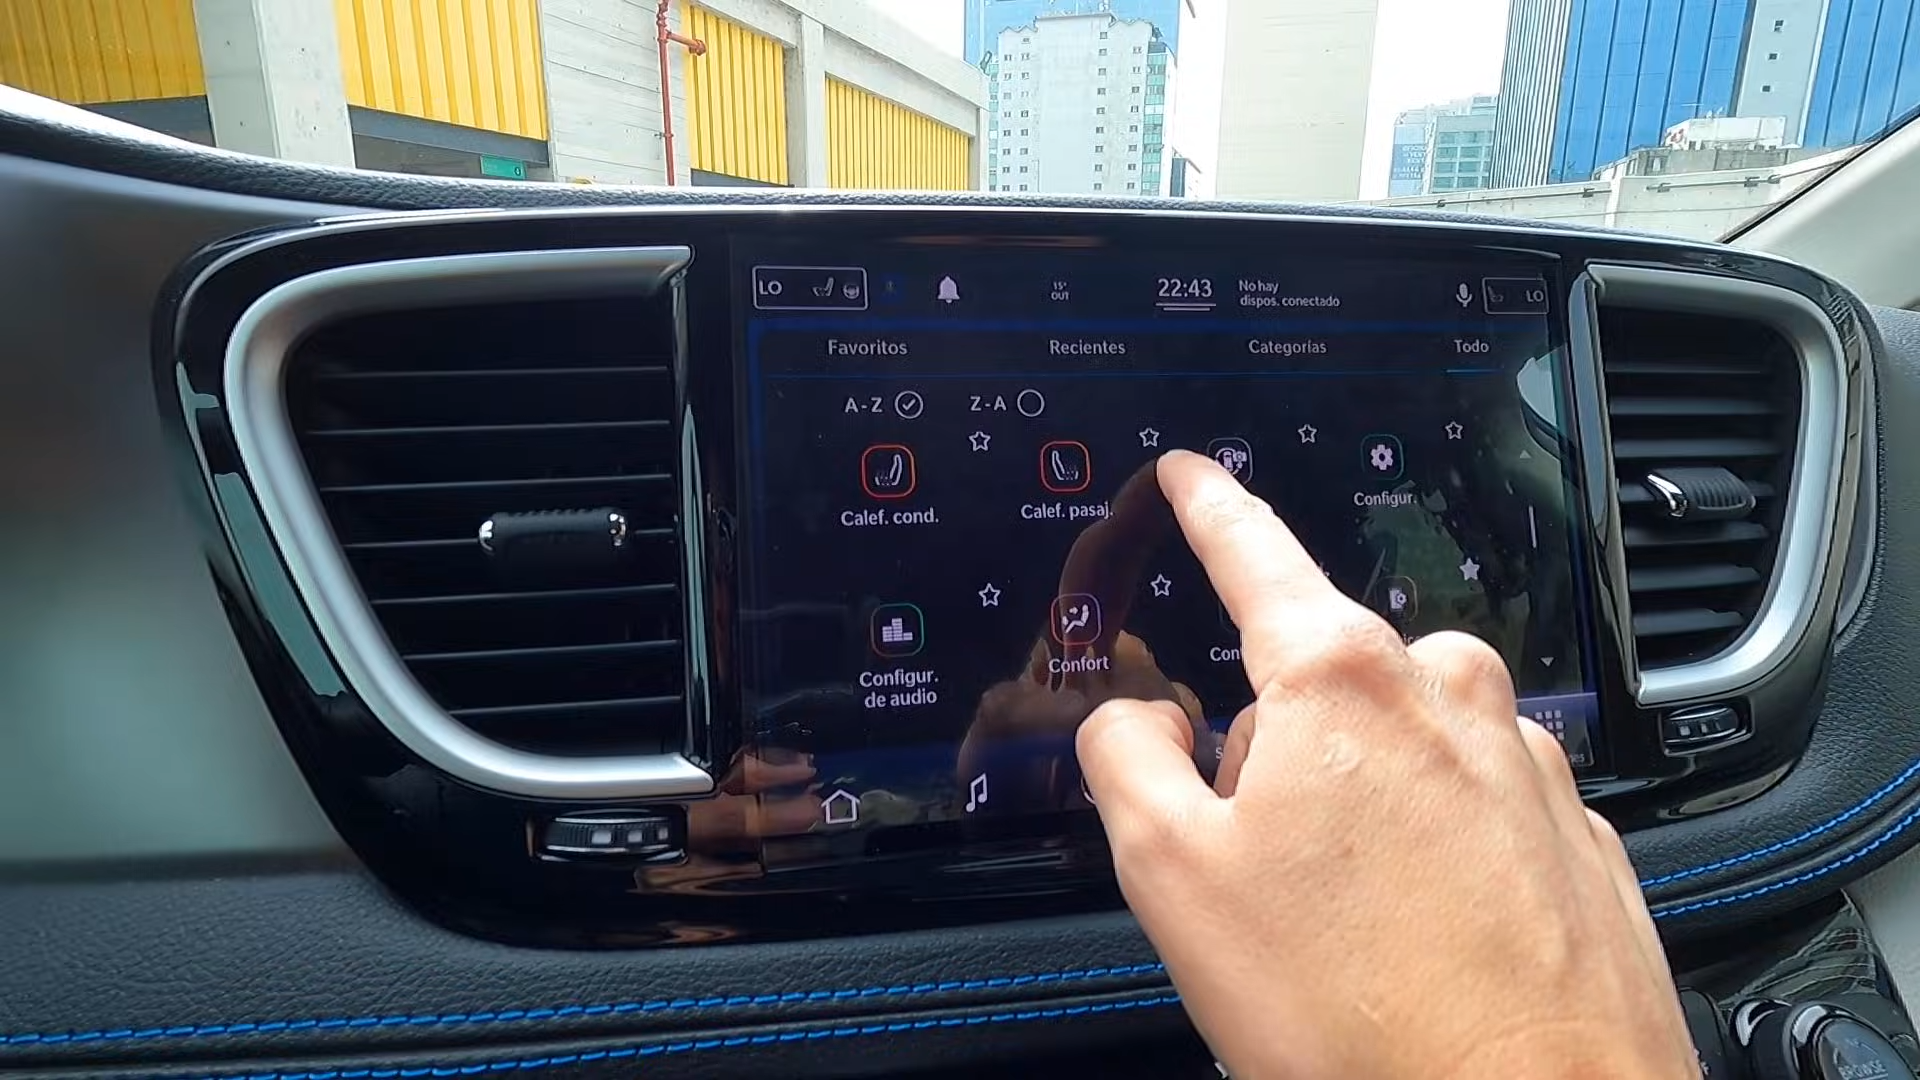 LO
15°
OUT
22:43
No hay
dispos. conectado
LO
Favoritos
Recientes
Categorías
Todo
A-Z
Z-A
Calef. cond.
Calef. pasaj.
Configur.
Configur.
de audio
Confort
BROWSE